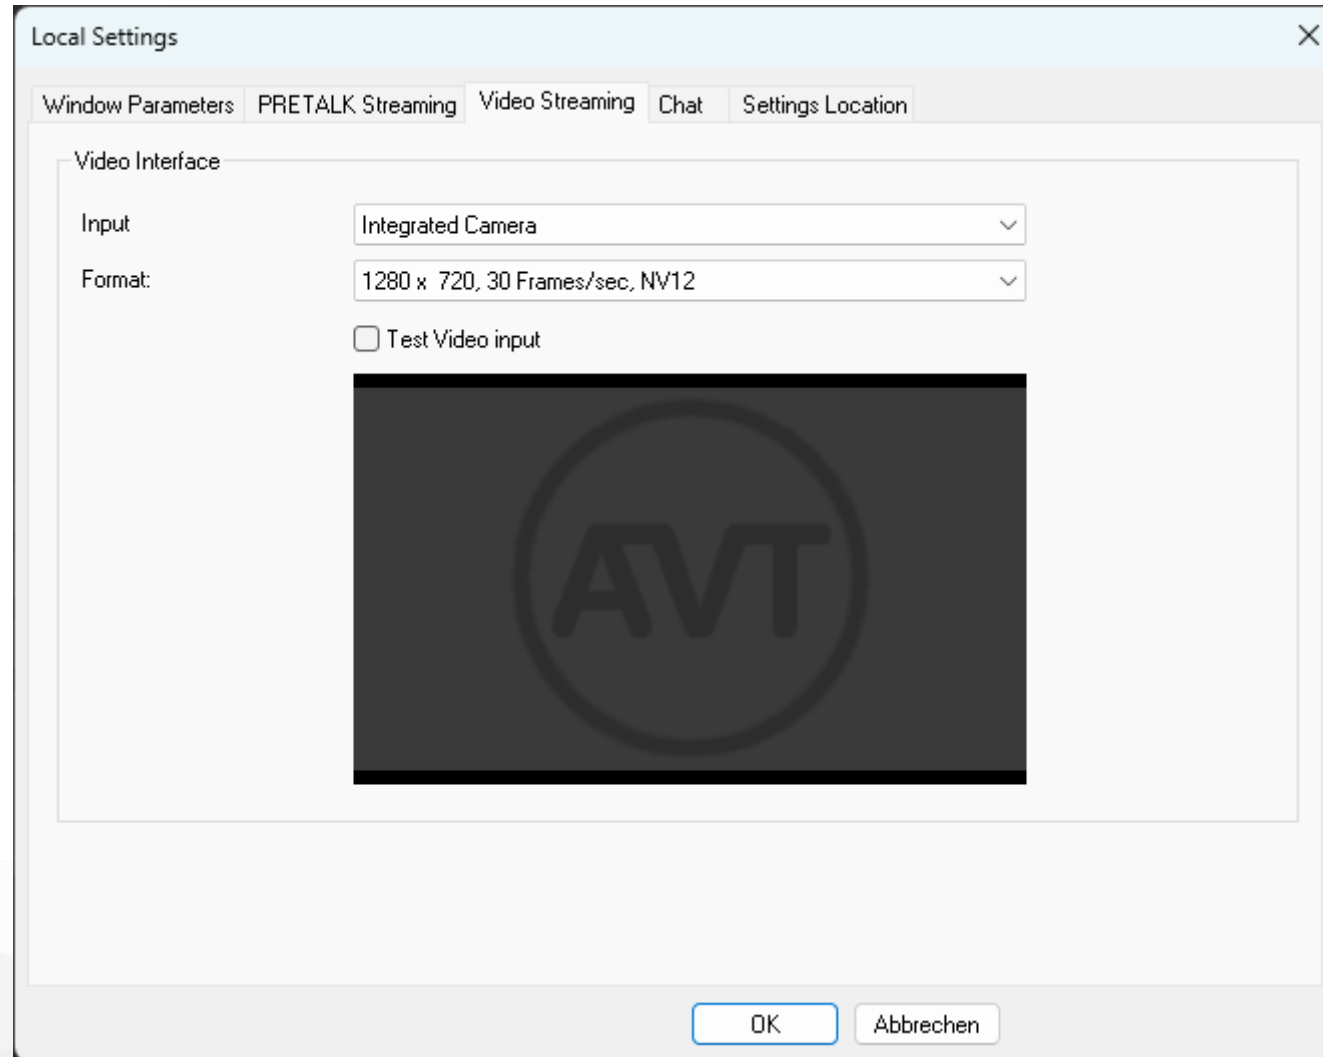 Local Settings
Window Parameters PRETALK Streaming Video Streaming Chat Settings Location
Video Interface
Input Integrated Camera
Format: 1280 x  720, 30 Frames/sec, NV12
Test Video input
AVT
OK Abbrechen